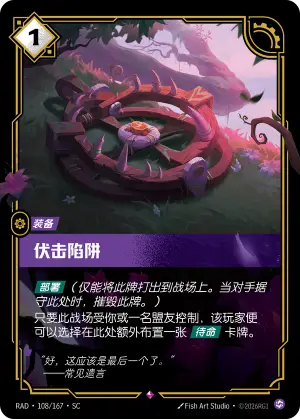 1
装备
伏击陷阱
部署（仅能将此牌打出到战场上。当对手据
守此处时，摧毁此牌。）
只要此战场受你或一名盟友控制，该玩家便
可以选择在此处额外布置一张 待命 卡牌。
“好，这应该是最后一个了。”
——常见遗言
RAD • 108/167 • SC
Fish Art Studio • ©2026RGI